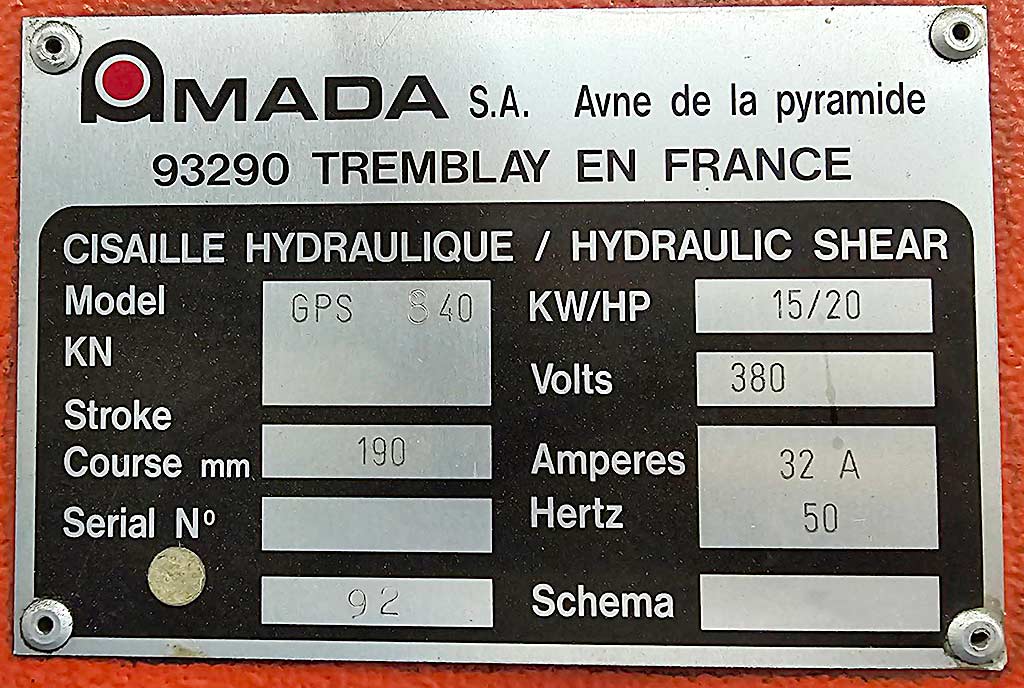 AMADA S.A. Avne de la pyramide
93290 TREMBLAY EN FRANCE
CISAILLE HYDRAULIQUE / HYDRAULIC SHEAR
Model GPS 840
KN
Stroke
Course mm 190
Serial Nº
92
KW/HP 15/20
Volts 380
Amperes 32 A
Hertz 50
Schema